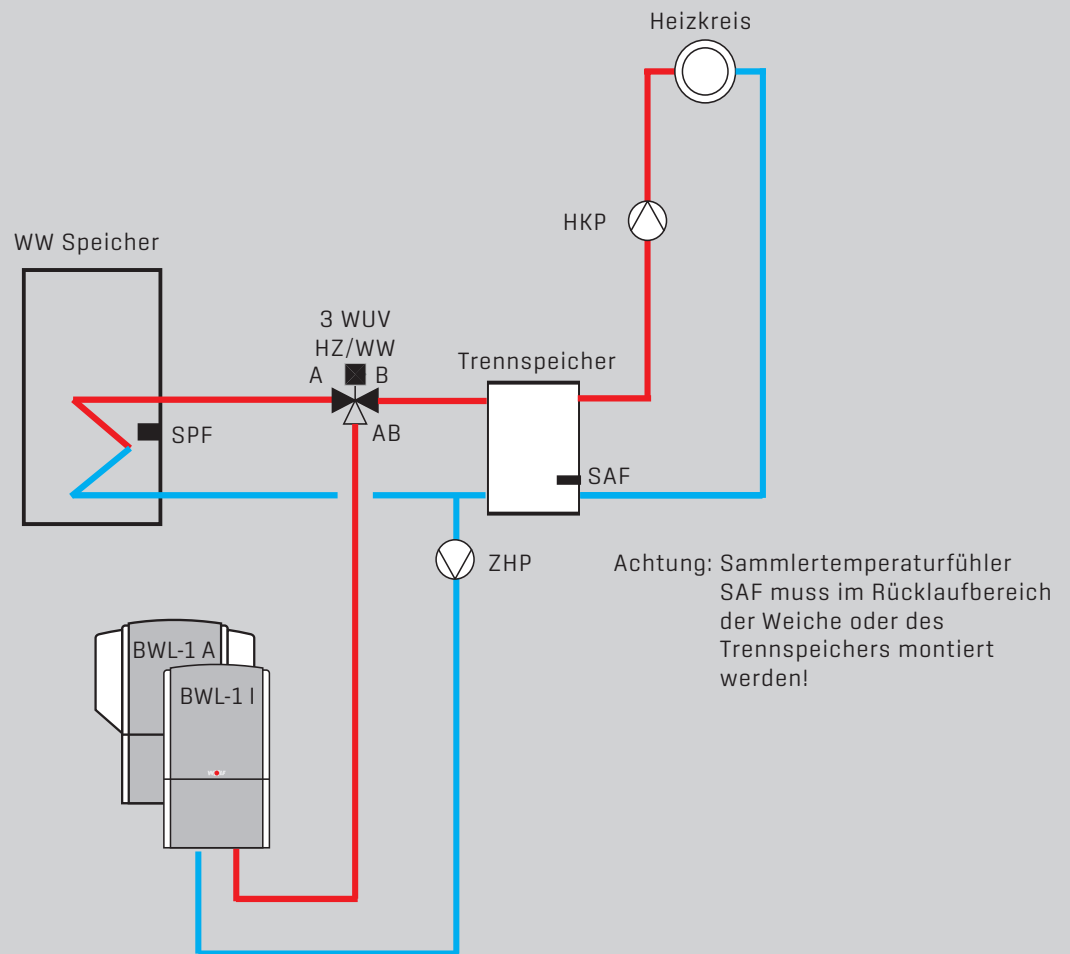 Heizkreis
HKP
WW Speicher
3 WUV
HZ/WW
A
B
AB
Trennspeicher
SPF
SAF
ZHP
Achtung: Sammlertemperaturfühler
SAF muss im Rücklaufbereich
der Weiche oder des
Trennspeichers montiert
werden!
BWL-1 A
BWL-1 I